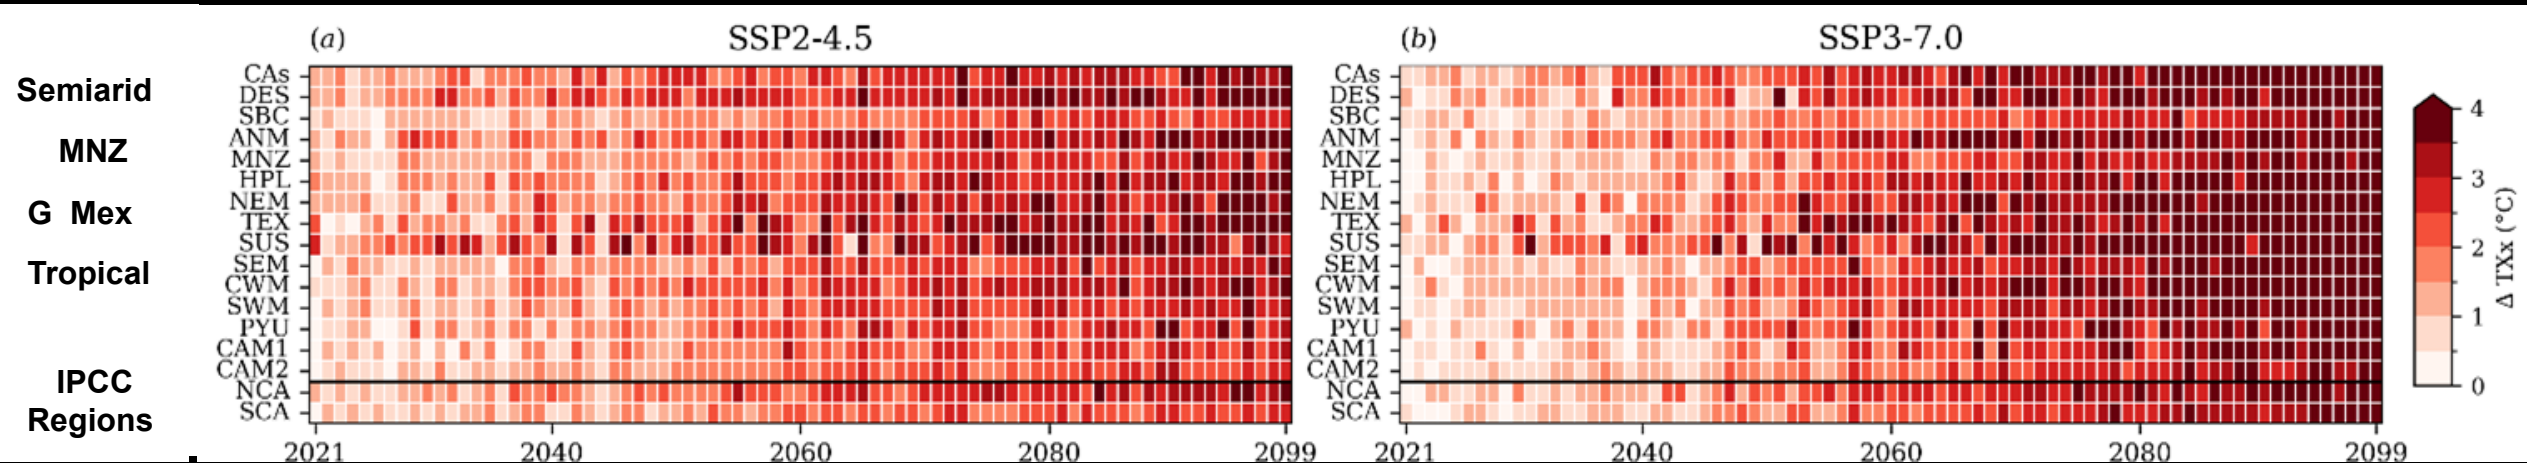 (a)
SSP2-4.5
(b)
SSP3-7.0
Semiarid
MNZ
G Mex
Tropical
IPCC
Regions
CAs
DES
SBC
ANM
MNZ
HPL
NEM
TEX
SUS
SEM
CWM
SWM
PYU
CAM1
CAM2
NCA
SCA
2021
2040
2060
2080
2099
CAs
DES
SBC
ANM
MNZ
HPL
NEM
TEX
SUS
SEM
CWM
SWM
PYU
CAM1
CAM2
NCA
SCA
2021
2040
2060
2080
2099
4
3
2
1
0
Δ TXx (°C)